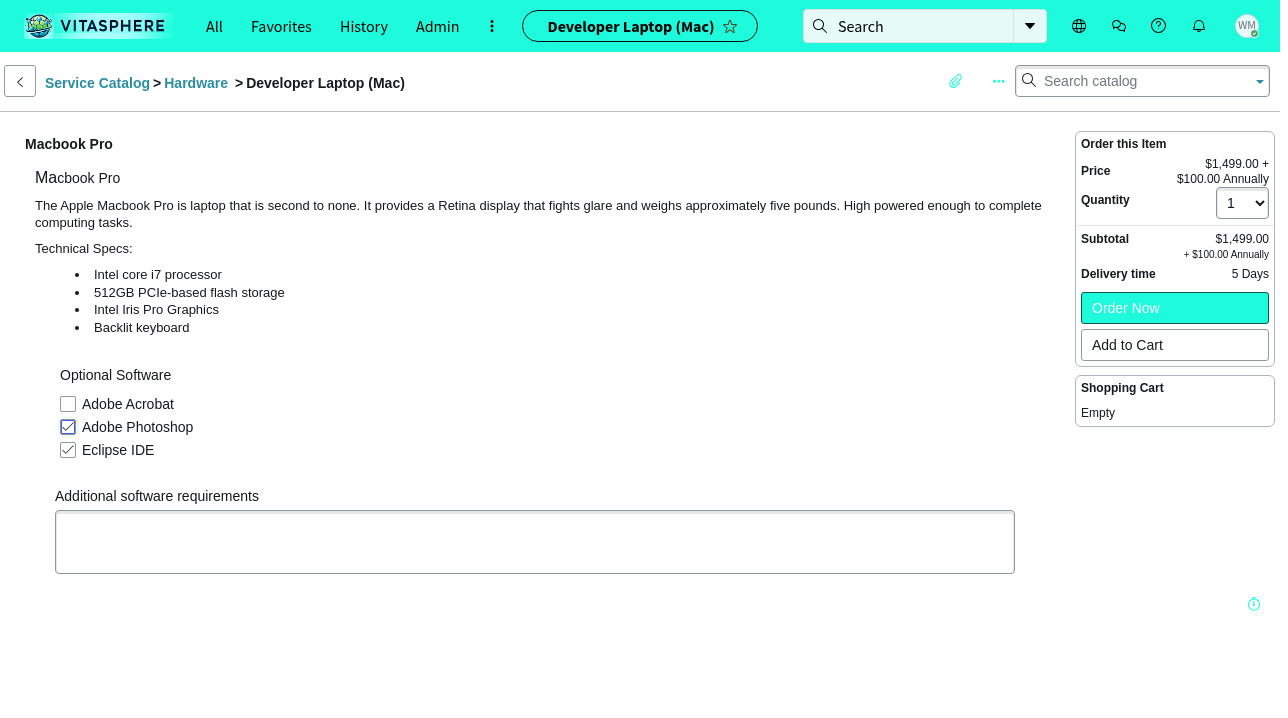 VITASPHERE
All
Favorites
History
Admin
Developer Laptop (Mac)
Search
WM
Service Catalog > Hardware > Developer Laptop (Mac)
Search catalog
Macbook Pro
Macbook Pro
The Apple Macbook Pro is laptop that is second to none. It provides a Retina display that fights glare and weighs approximately five pounds. High powered enough to complete
computing tasks.
Technical Specs:
Intel core i7 processor
512GB PCIe-based flash storage
Intel Iris Pro Graphics
Backlit keyboard
Optional Software
Adobe Acrobat
Adobe Photoshop
Eclipse IDE
Additional software requirements
Order this Item
Price
$1,499.00 +
$100.00 Annually
Quantity
1
Subtotal
$1,499.00
+ $100.00 Annually
Delivery time
5 Days
Order Now
Add to Cart
Shopping Cart
Empty